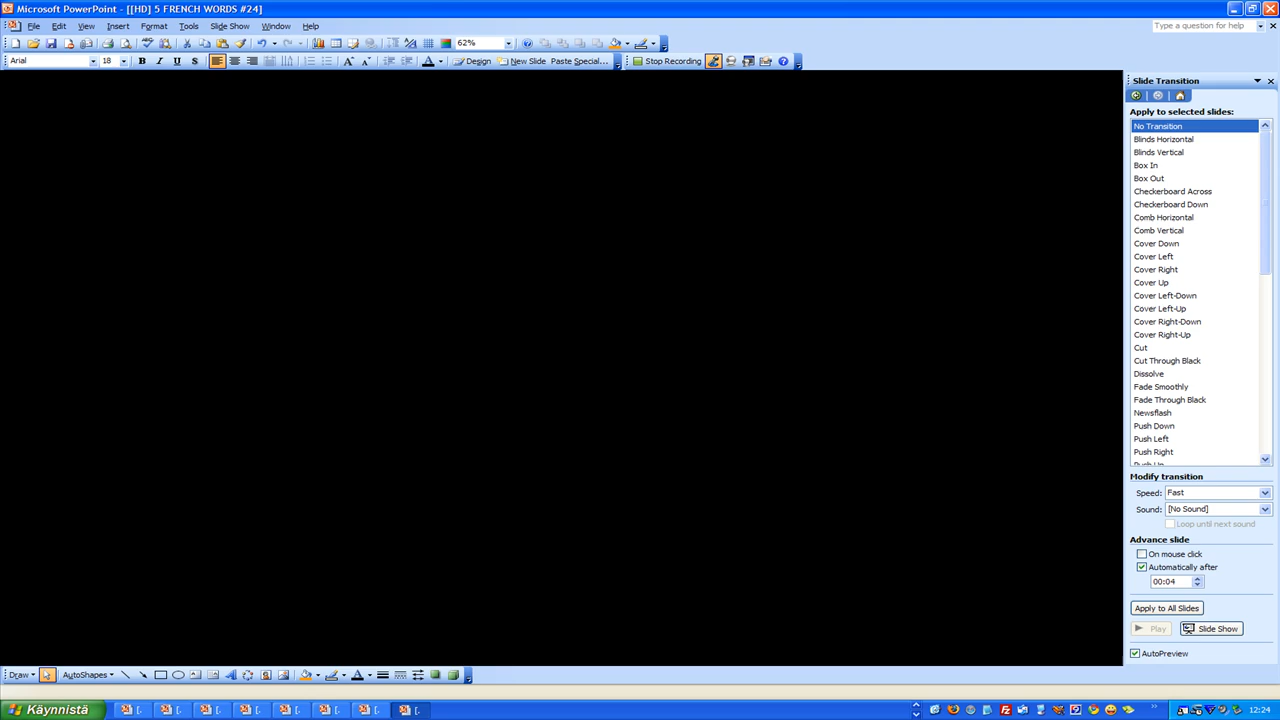 Microsoft PowerPoint - [[HD] 5 FRENCH WORDS #24]
File Edit View Insert Format Tools Slide Show Window Help
Type a question for help
62%
Arial 18 B I U S A Design New Slide Paste Special... Stop Recording
Slide Transition
Apply to selected slides:
No Transition
Blinds Horizontal
Blinds Vertical
Box In
Box Out
Checkerboard Across
Checkerboard Down
Comb Horizontal
Comb Vertical
Cover Down
Cover Left
Cover Right
Cover Up
Cover Left-Down
Cover Left-Up
Cover Right-Down
Cover Right-Up
Cut
Cut Through Black
Dissolve
Fade Smoothly
Fade Through Black
Newsflash
Push Down
Push Left
Push Right
Push Up
Modify transition
Speed: Fast
Sound: [No Sound]
Loop until next sound
Advance slide
On mouse click
Automatically after
00:04
Apply to All Slides
Play Slide Show
AutoPreview
Draw AutoShapes
Käynnistä [. [. [. [. [. [. [. [. 12:24